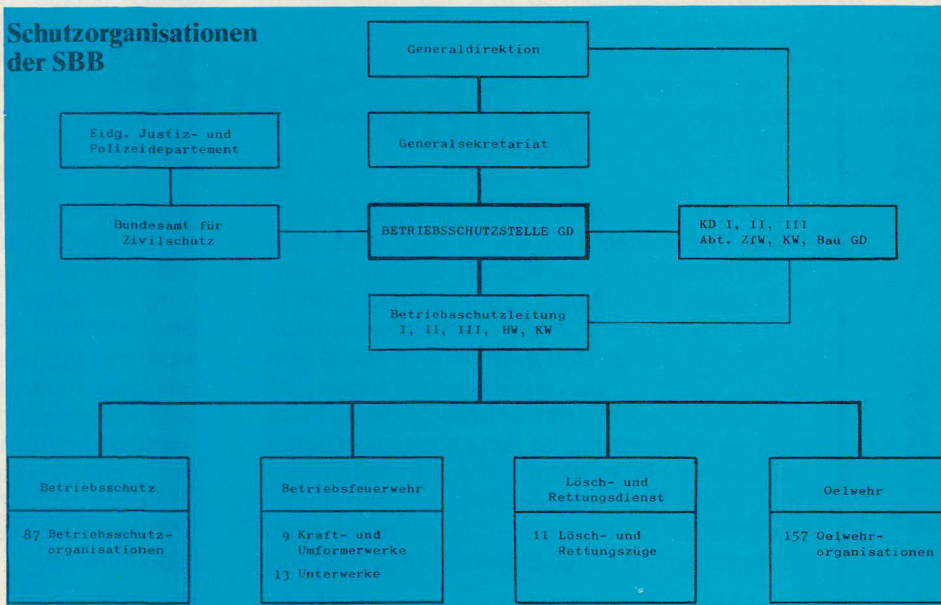 Schutzorganisationen
der SBB
Generaldirektion
Eidg. Justiz- und
Polizeidepartement
Generalsekretariat
Bundesamt für
Zivilschutz
BETRIEBSSCHUTZSTELLE GD
KD I, II, III
Abt. ZfW, KW, Bau GD
Betriebsschutzleitung
I, II, III, HW, KW
Betriebsschutz
87 Betriebsschutz-
organisationen
Betriebsfeuerwehr
9 Kraft- und
Umformerwerke
13 Unterwerke
Lösch- und
Rettungsdienst
11 Lösch- und
Rettungszüge
Oelwehr
157 Oelwehr-
organisationen